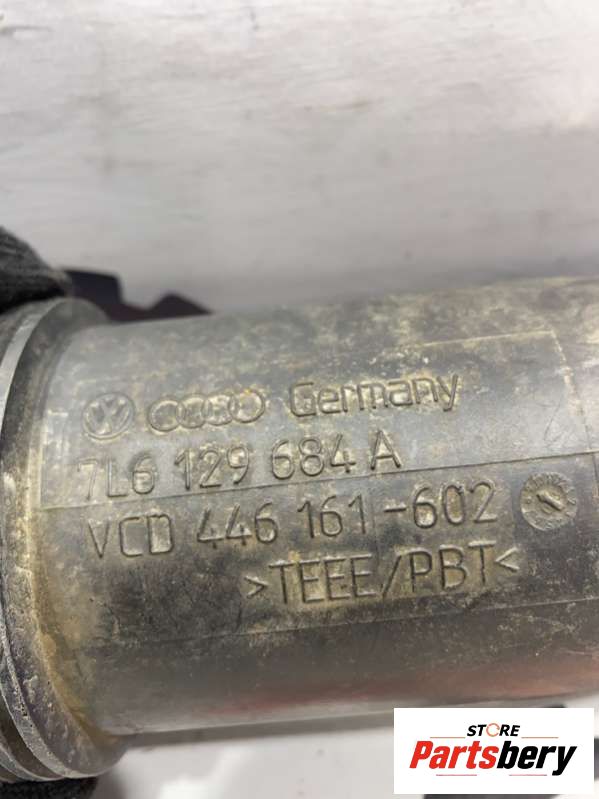 Germany
7L6 129 684 A
VCD 446 161-602
>TEEE/PBT<
STORE
Partsbery